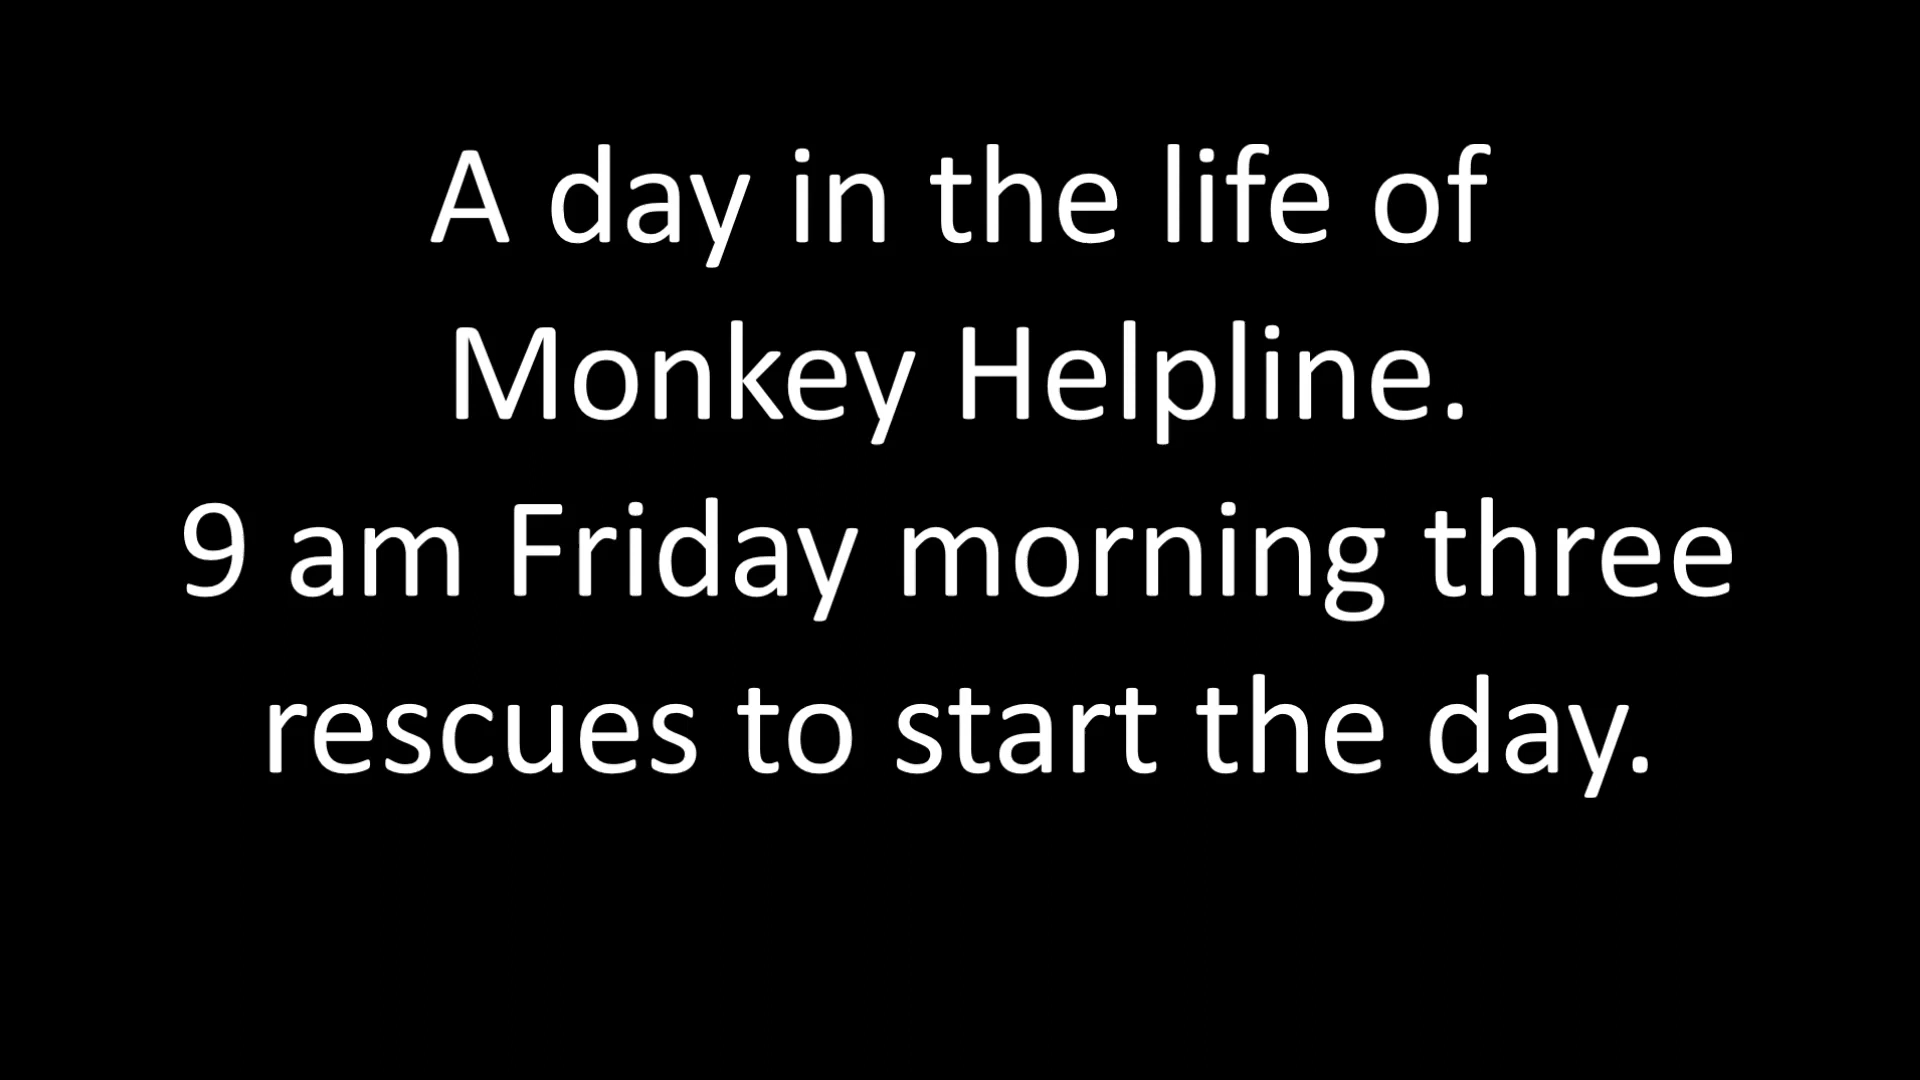 A day in the life of
Monkey Helpline.
9 am Friday morning three
rescues to start the day.